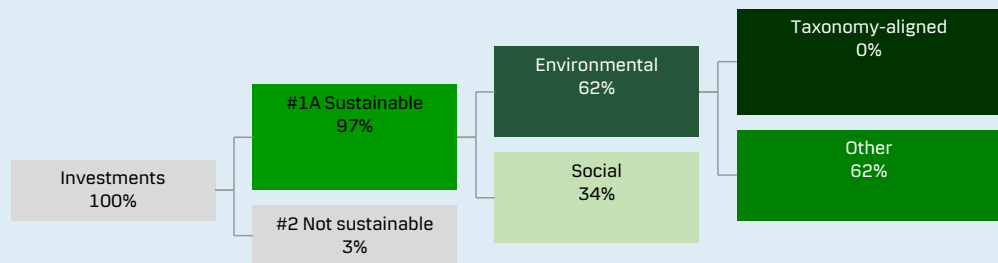 Investments
100%
#1A Sustainable
97%
#2 Not sustainable
3%
Environmental
62%
Social
34%
Taxonomy-aligned
0%
Other
62%